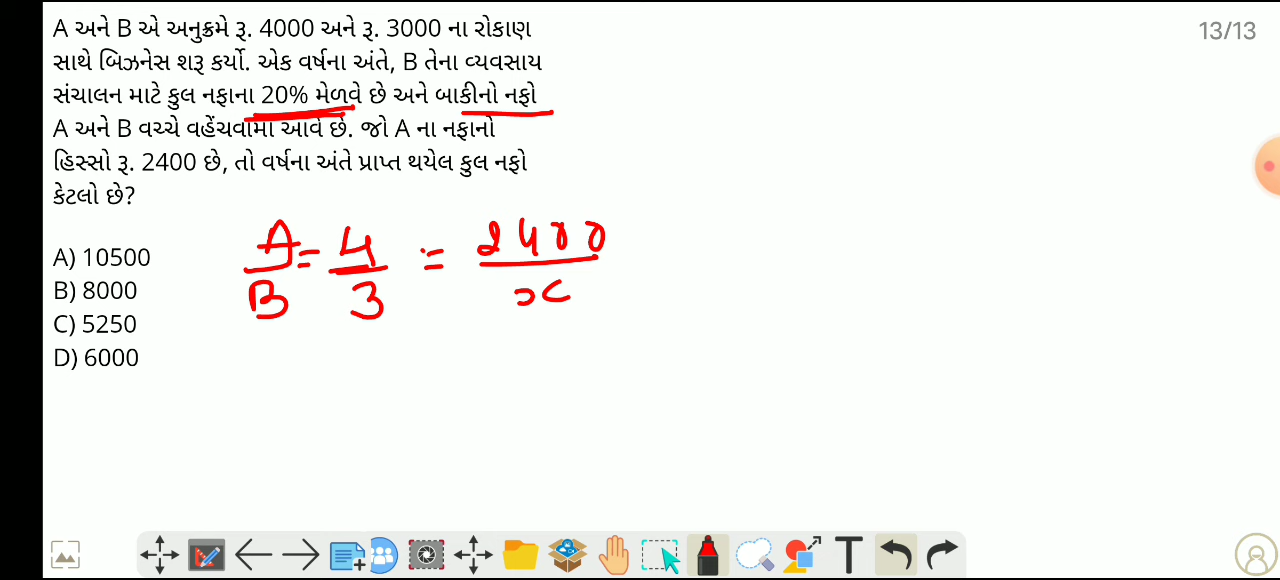 A અને B એ અનુક્રમે રૂ. 4000 અને રૂ. 3000 ના રોકાણ
સાથે બિઝનેસ શરૂ કર્યો. એક વર્ષના અંતે, B તેના વ્યવસાય
સંચાલન માટે કુલ નફાના 20% મેળવે છે અને બાકીનો નફો
A અને B વચ્ચે વહેંચવામાં આવે છે. જો A ના નફાનો
હિસ્સો રૂ. 2400 છે, તો વર્ષના અંતે પ્રાપ્ત થયેલ કુલ નફો
કેટલો છે?
A) 10500
B) 8000
C) 5250
D) 6000
A/B = 4/3 = 2400/x
13/13
T